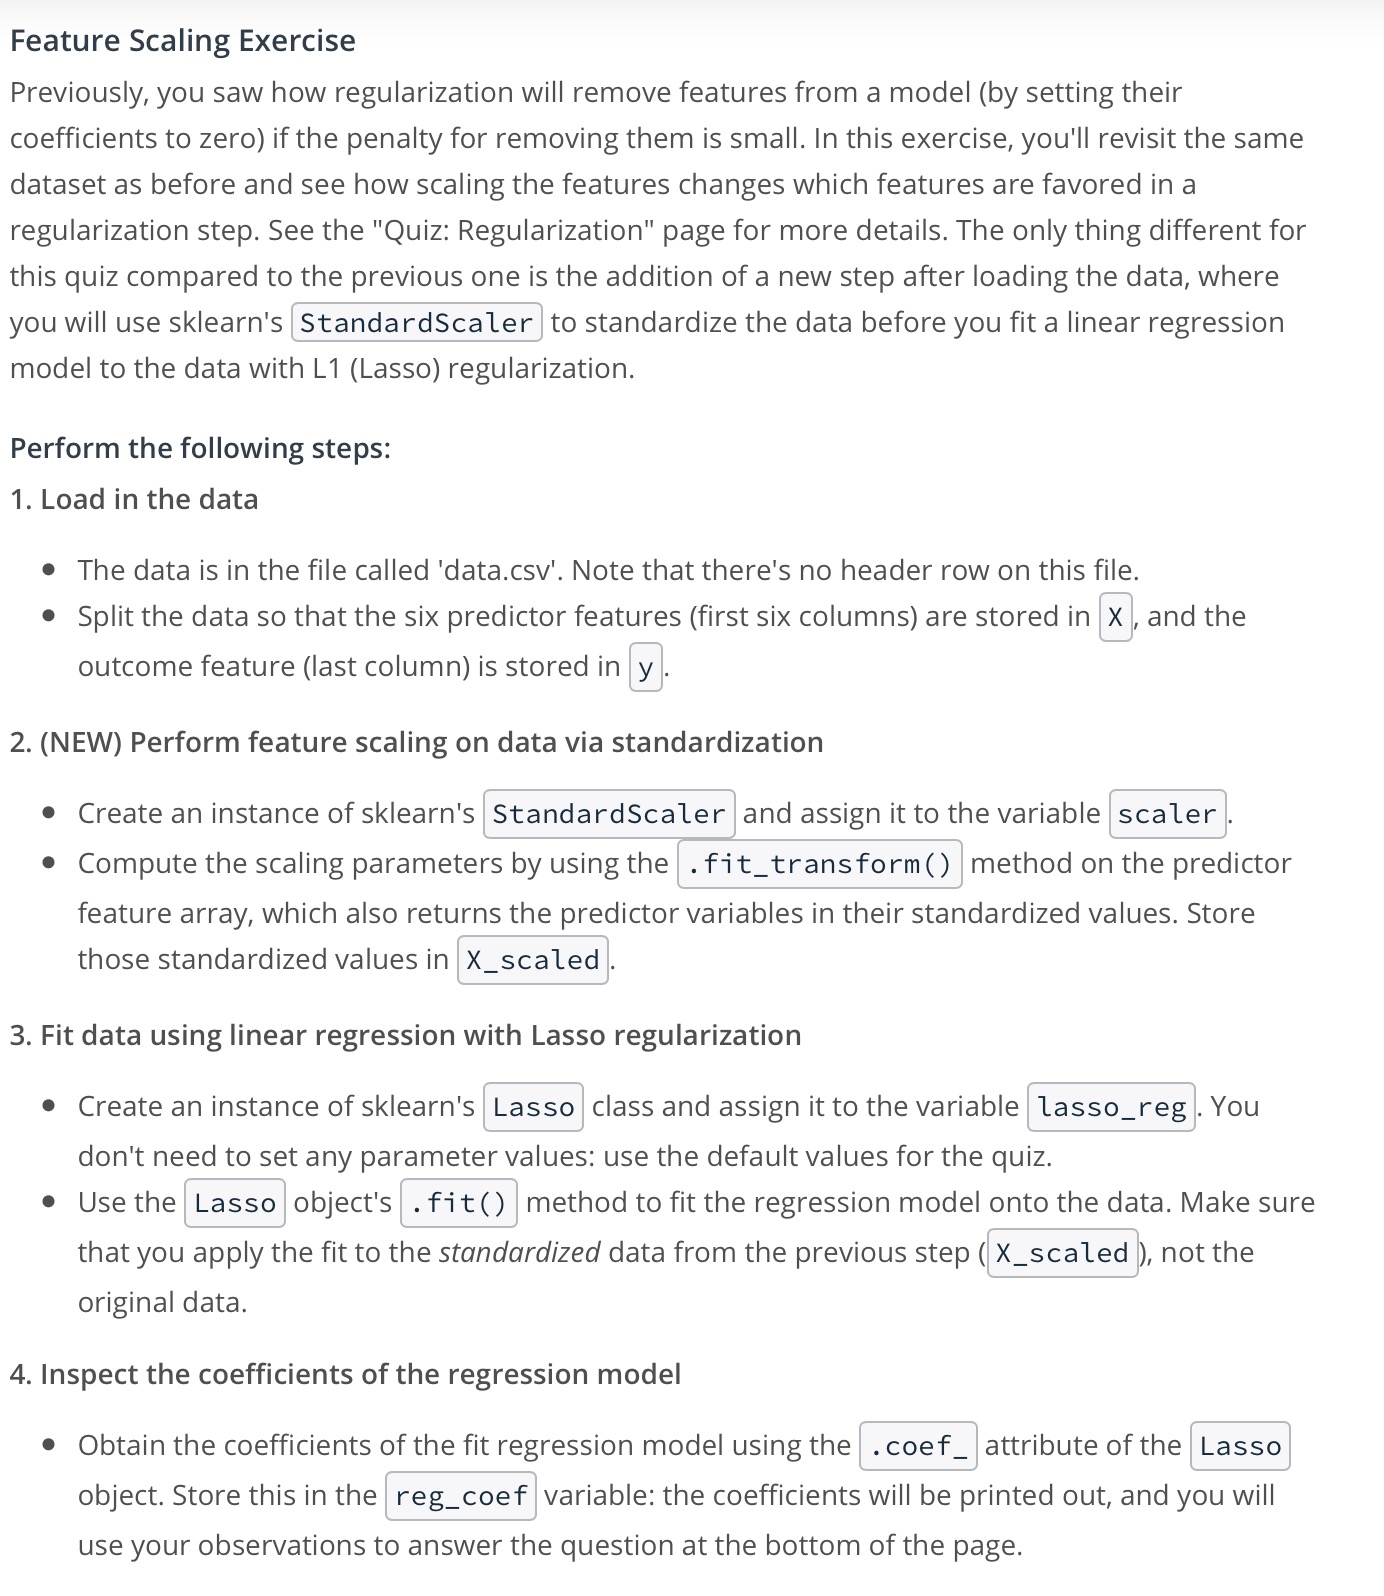 Feature Scaling Exercise
Previously, you saw how regularization will remove features from a model (by setting their
coefficients to zero) if the penalty for removing them is small. In this exercise, you'll revisit the same
dataset as before and see how scaling the features changes which features are favored in a
regularization step. See the "Quiz: Regularization" page for more details. The only thing different for
this quiz compared to the previous one is the addition of a new step after loading the data, where
you will use sklearn's StandardScaler to standardize the data before you fit a linear regression
model to the data with L1 (Lasso) regularization.
Perform the following steps:
1. Load in the data
• The data is in the file called 'data.csv'. Note that there's no header row on this file.
• Split the data so that the six predictor features (first six columns) are stored in X, and the
outcome feature (last column) is stored in y.
2. (NEW) Perform feature scaling on data via standardization
• Create an instance of sklearn's StandardScaler and assign it to the variable scaler.
• Compute the scaling parameters by using the .fit_transform() method on the predictor
feature array, which also returns the predictor variables in their standardized values. Store
those standardized values in X_scaled.
3. Fit data using linear regression with Lasso regularization
• Create an instance of sklearn's Lasso class and assign it to the variable lasso_reg. You
don't need to set any parameter values: use the default values for the quiz.
• Use the Lasso object's .fit() method to fit the regression model onto the data. Make sure
that you apply the fit to the standardized data from the previous step (X_scaled), not the
original data.
4. Inspect the coefficients of the regression model
• Obtain the coefficients of the fit regression model using the .coef_ attribute of the Lasso
object. Store this in the reg_coef variable: the coefficients will be printed out, and you will
use your observations to answer the question at the bottom of the page.